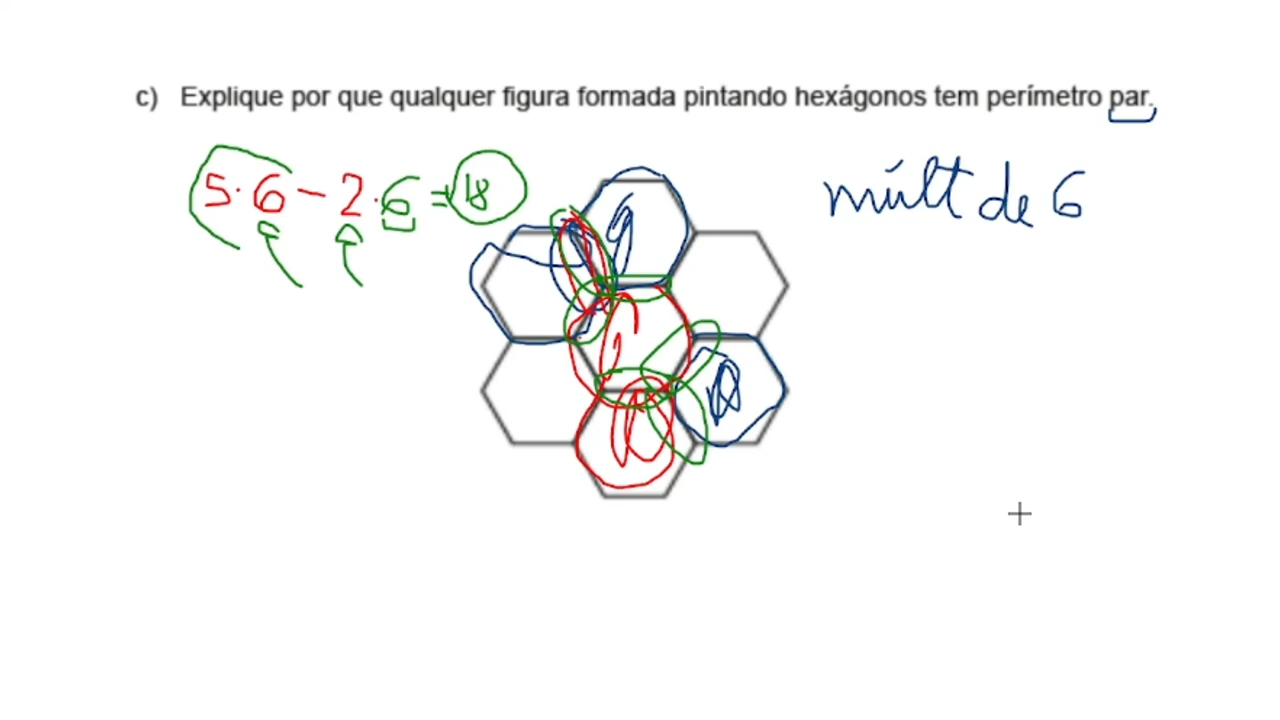 c) Explique por que qualquer figura formada pintando hexágonos tem perímetro par.
5·6 - 2·6 = 18
múlt de 6